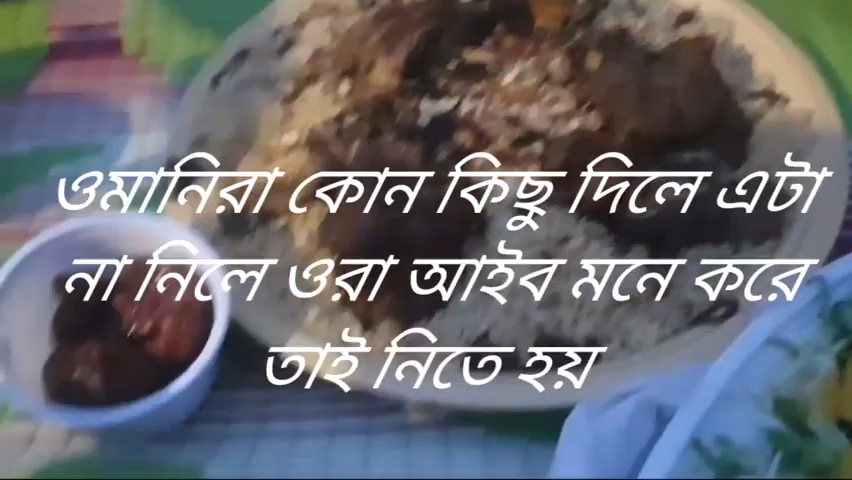 ওমানিরা কোন কিছু দিলে এটা
না নিলে ওরা আইব মনে করে
তাই নিতে হয়